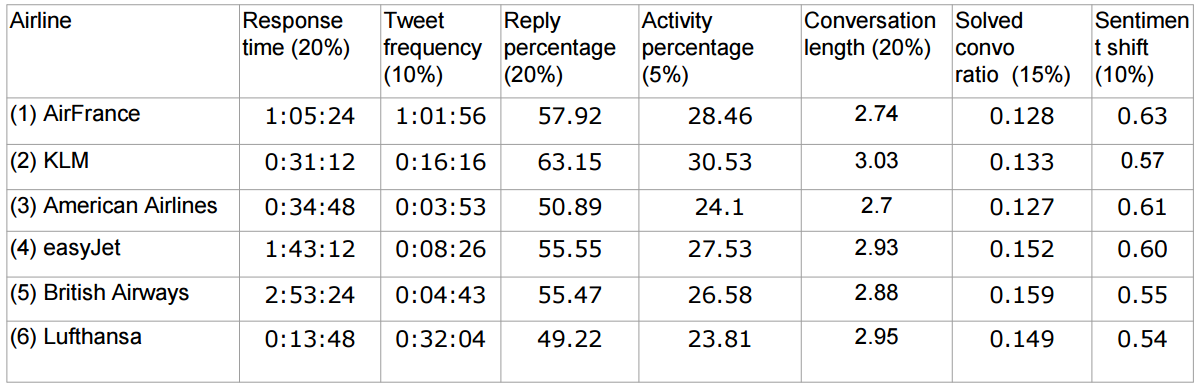 Airline Response time (20%) Tweet frequency (10%) Reply percentage (20%) Activity percentage (5%) Conversation length (20%) Solved convo ratio (15%) Sentimen t shift (10%)
(1) AirFrance 1:05:24 1:01:56 57.92 28.46 2.74 0.128 0.63
(2) KLM 0:31:12 0:16:16 63.15 30.53 3.03 0.133 0.57
(3) American Airlines 0:34:48 0:03:53 50.89 24.1 2.7 0.127 0.61
(4) easyJet 1:43:12 0:08:26 55.55 27.53 2.93 0.152 0.60
(5) British Airways 2:53:24 0:04:43 55.47 26.58 2.88 0.159 0.55
(6) Lufthansa 0:13:48 0:32:04 49.22 23.81 2.95 0.149 0.54